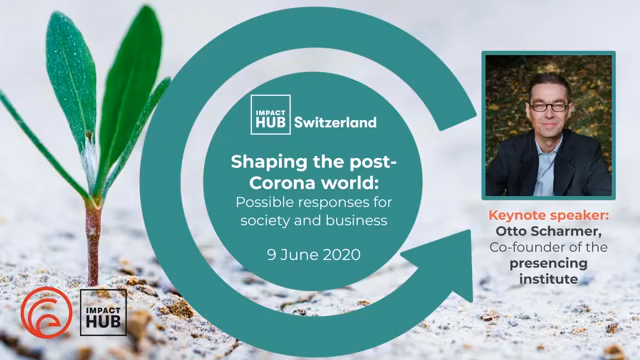 IMPACT
HUB Switzerland
Shaping the post-
Corona world:
Possible responses for
society and business
9 June 2020
Keynote speaker:
Otto Scharmer,
Co-founder of the
presencing
institute
IMPACT
HUB